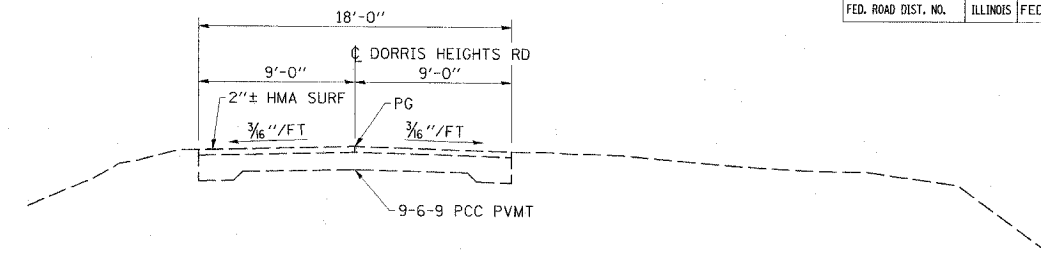 FED. ROAD DIST. NO. ILLINOIS FED
18'-0"
℄ DORRIS HEIGHTS RD
9'-0" 9'-0"
2"± HMA SURF
PG
3/16"/FT 3/16"/FT
9-6-9 PCC PVMT